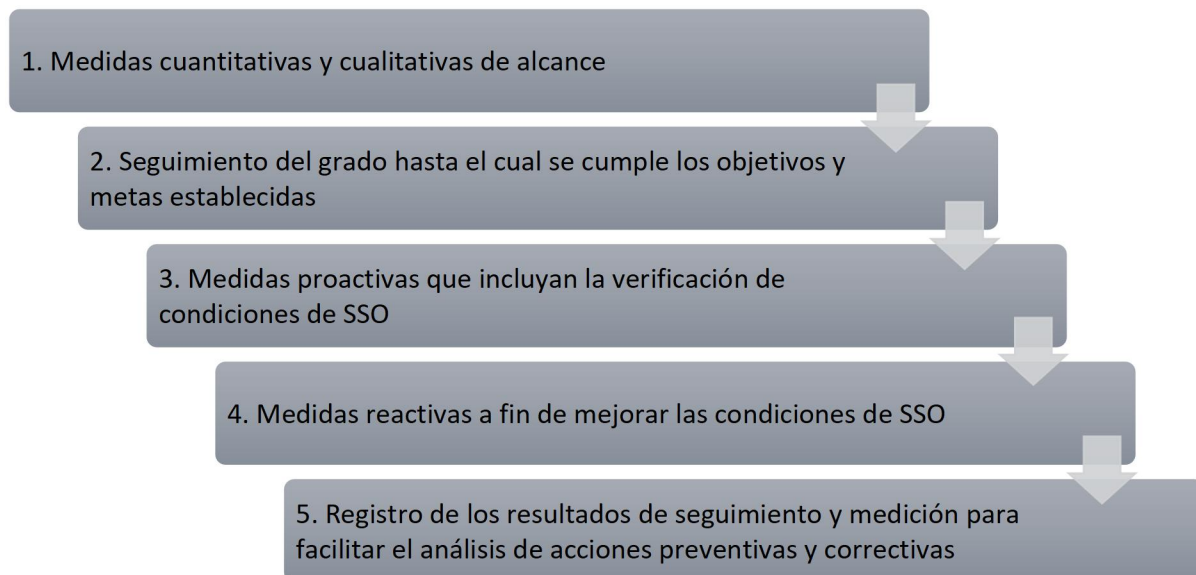 1. Medidas cuantitativas y cualitativas de alcance
2. Seguimiento del grado hasta el cual se cumple los objetivos y
metas establecidas
3. Medidas proactivas que incluyan la verificación de
condiciones de SSO
4. Medidas reactivas a fin de mejorar las condiciones de SSO
5. Registro de los resultados de seguimiento y medición para
facilitar el análisis de acciones preventivas y correctivas